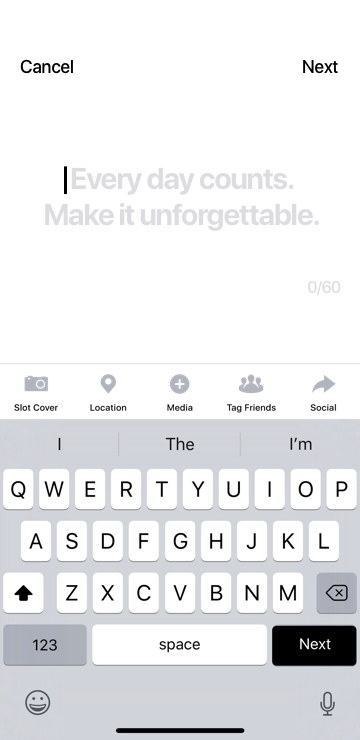 Cancel
Next
Every day counts.
Make it unforgettable.
0/60
Slot Cover
Location
Media
Tag Friends
Social
I
The
I'm
Q W E R T Y U I O P
A S D F G H J K L
Z X C V B N M
123
space
Next